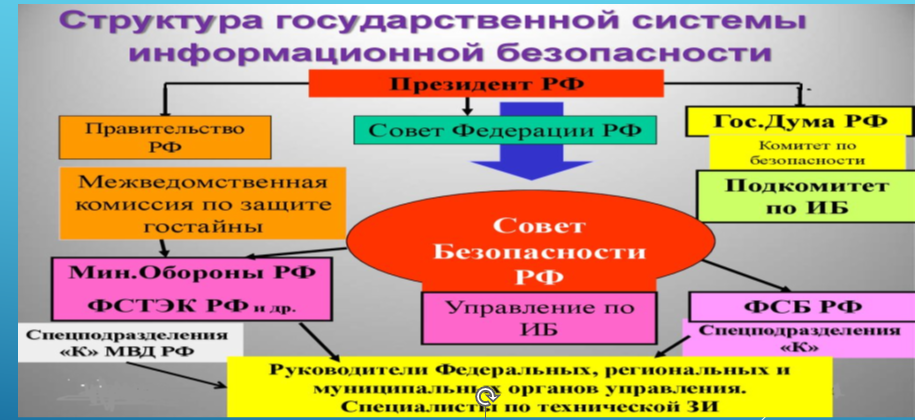 Структура государственной системы
информационной безопасности
Президент РФ
Правительство
РФ
Совет Федерации РФ
Гос.Дума РФ
Комитет по
безопасности
Подкомитет
по ИБ
Межведомственная
комиссия по защите
гостайны
Совет
Безопасности
РФ
Управление по
ИБ
Мин.Обороны РФ
ФСТЭК РФ и др.
ФСБ РФ
Спецподразделения
«К»
Спецподразделения
«К» МВД РФ
Руководители Федеральных, региональных и
муниципальных органов управления.
Специалисты по технической ЗИ